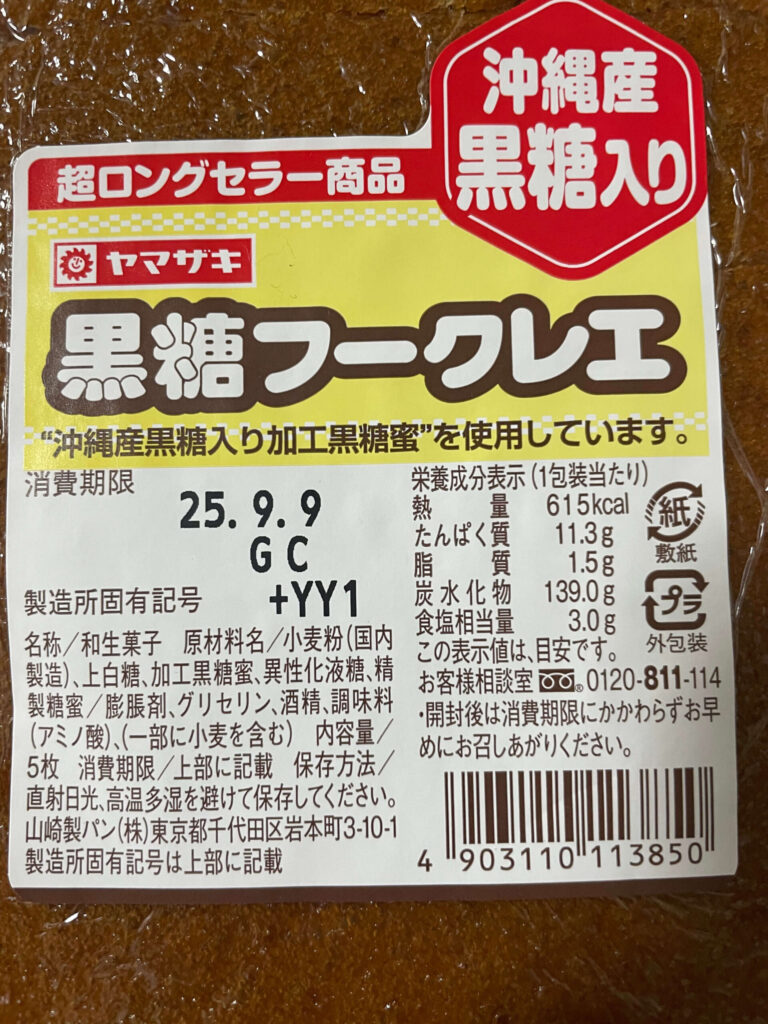 沖縄産
黒糖入り
超ロングセラー商品
ヤマザキ
黒糖フークレエ
“沖縄産黒糖入り加工黒糖蜜”を使用しています。
消費期限
25.9.9
GC
製造所固有記号 +YY1
名称/和生菓子 原材料名/小麦粉(国内
製造)、上白糖、加工黒糖蜜、異性化液糖、精
製糖蜜/膨脹剤、グリセリン、酒精、調味料
(アミノ酸)、(一部に小麦を含む) 内容量/
5枚 消費期限/上部に記載 保存方法/
直射日光、高温多湿を避けて保存してください。
山崎製パン(株)東京都千代田区岩本町3-10-1
製造所固有記号は上部に記載
栄養成分表示(1包装当たり)
熱量 615kcal
たんぱく質 11.3g
脂質 1.5g
炭水化物 139.0g
食塩相当量 3.0g
この表示値は、目安です。
紙
敷紙
プラ
外包装
お客様相談室 ® 0120-811-114
・開封後は消費期限にかかわらずお早
めにお召しあがりください。
4 903110 113850